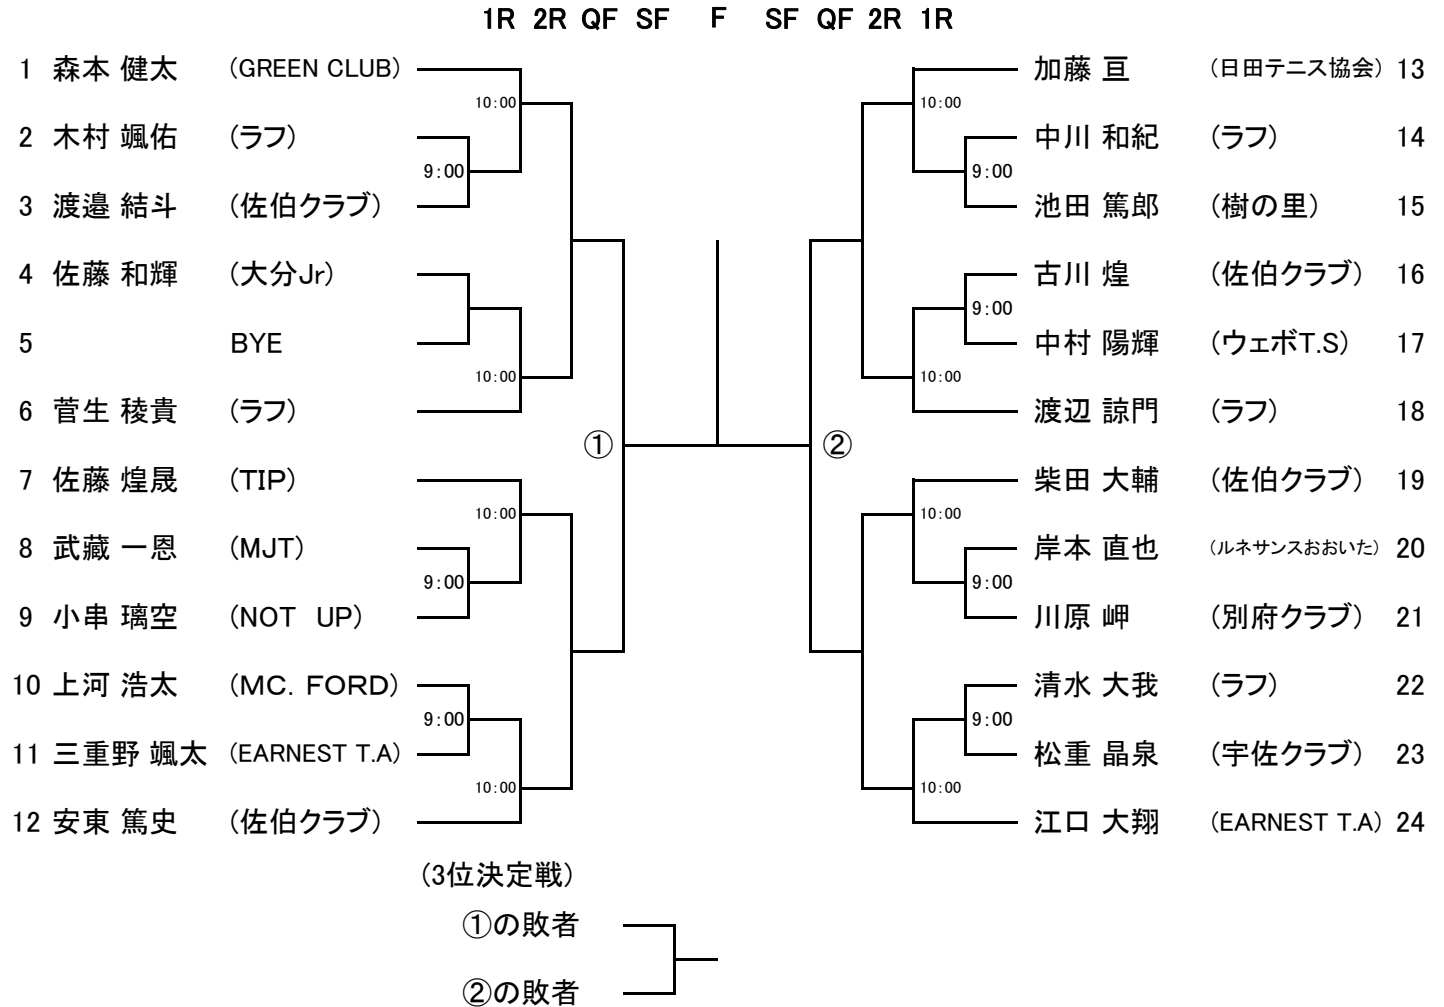 1R 2R QF SF F SF QF 2R 1R
1 森本 健太 (GREEN CLUB) 加藤 亘 (日田テニス協会) 13
10:00 10:00
2 木村 颯佑 (ラフ) 中川 和紀 (ラフ) 14
9:00 9:00
3 渡邉 結斗 (佐伯クラブ) 池田 篤郎 (樹の里) 15
4 佐藤 和輝 (大分Jr) 古川 煌 (佐伯クラブ) 16
9:00
5 BYE 中村 陽輝 (ウェボT.S) 17
10:00 10:00
6 菅生 稜貴 (ラフ) 渡辺 諒門 (ラフ) 18
① ②
7 佐藤 煌晟 (TIP) 柴田 大輔 (佐伯クラブ) 19
10:00 10:00
8 武藏 一恩 (MJT) 岸本 直也 (ルネサンスおおいた) 20
9:00 9:00
9 小串 璃空 (NOT UP) 川原 岬 (別府クラブ) 21
10 上河 浩太 (MC. FORD) 清水 大我 (ラフ) 22
9:00 9:00
11 三重野 颯太 (EARNEST T.A) 松重 晶泉 (宇佐クラブ) 23
10:00 10:00
12 安東 篤史 (佐伯クラブ) 江口 大翔 (EARNEST T.A) 24
(3位決定戦)
①の敗者
②の敗者